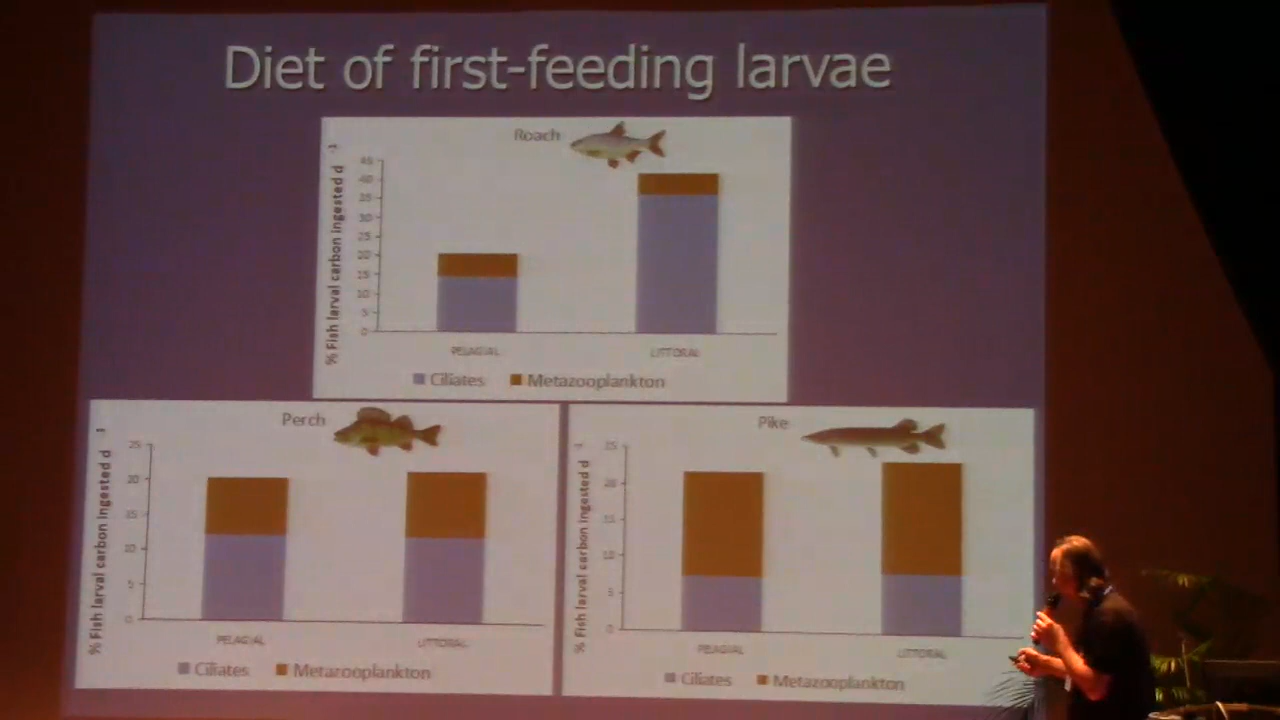 Diet of first-feeding larvae
Roach
% Fish larval carbon ingested d -1
45
40
35
30
25
20
15
10
5
0
PELAGIAL
LITTORAL
Ciliates
Metazooplankton
Perch
% Fish larval carbon ingested d -1
25
20
15
10
5
0
PELAGIAL
LITTORAL
Ciliates
Metazooplankton
Pike
% Fish larval carbon ingested d
25
20
15
10
5
0
PELAGIAL
LITTORAL
Ciliates
Metazooplankton